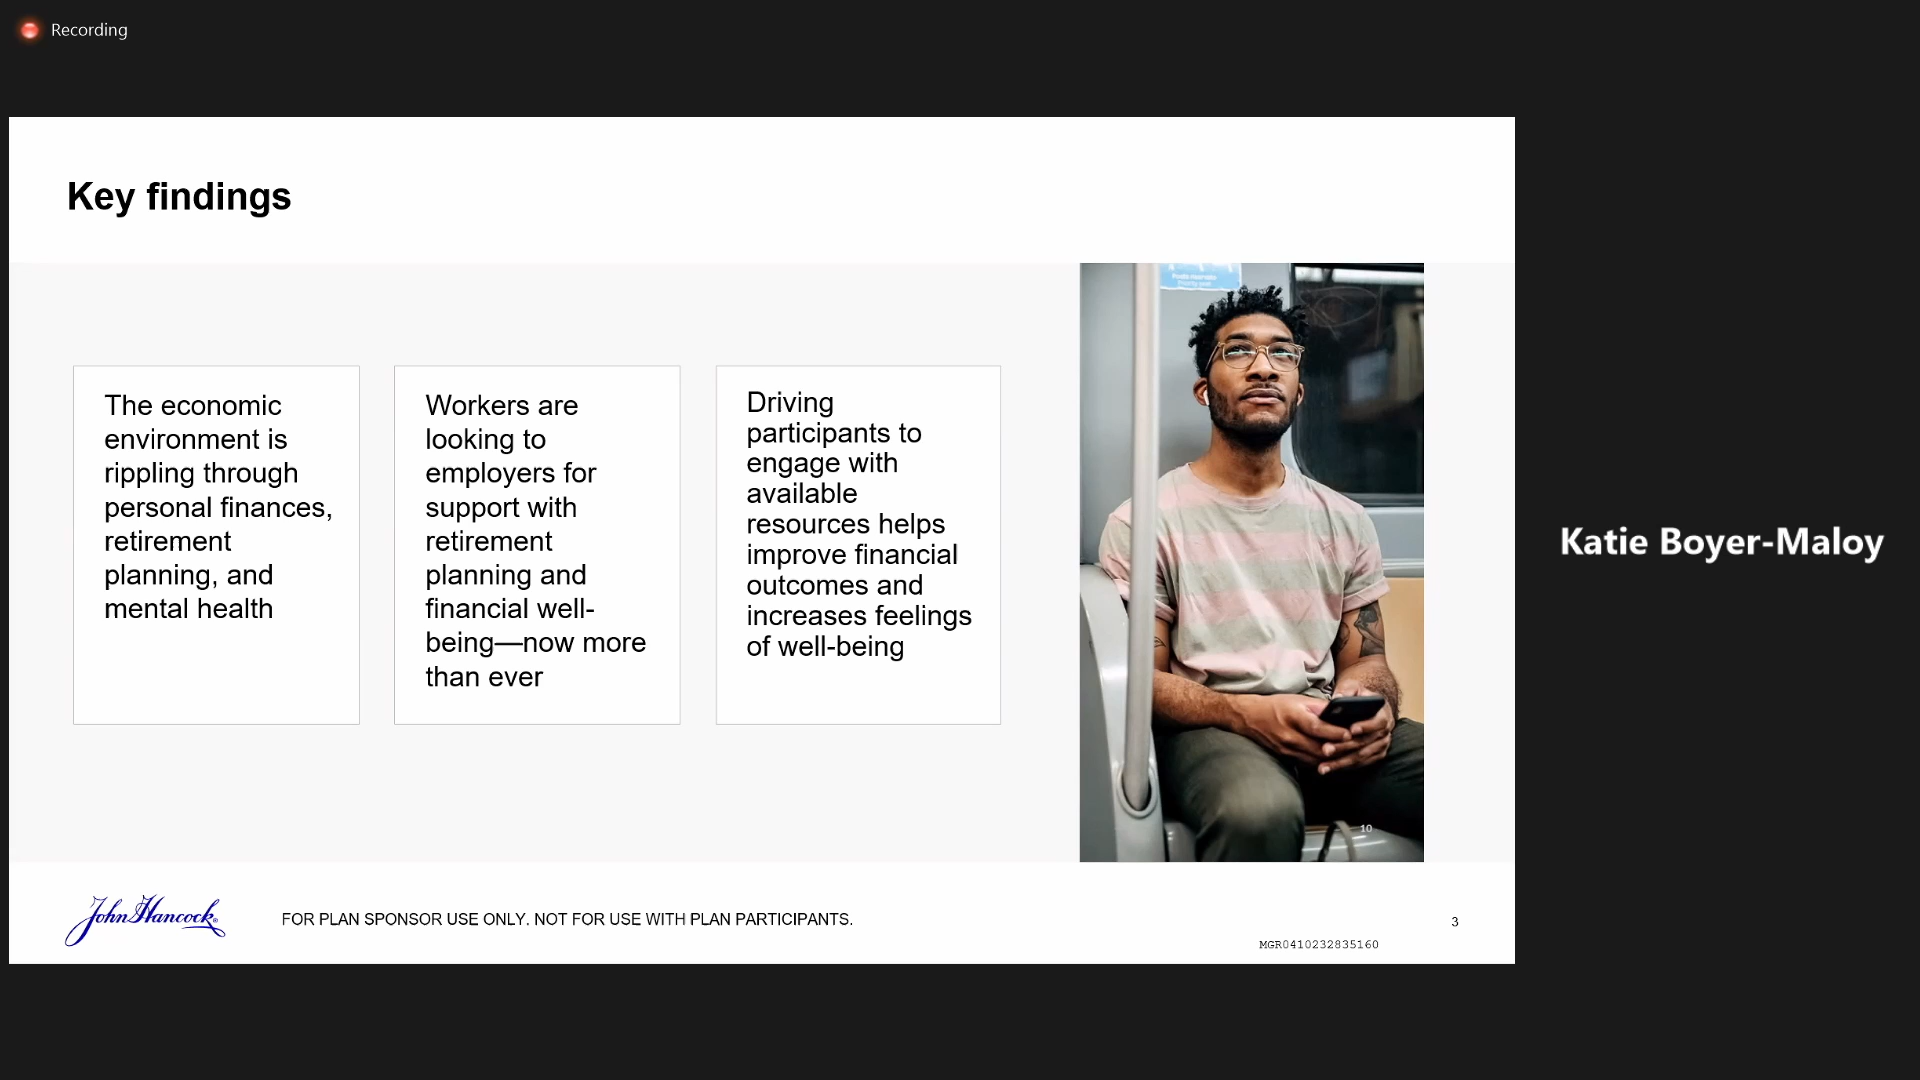 Recording
Key findings
The economic
environment is
rippling through
personal finances,
retirement
planning, and
mental health
Workers are
looking to
employers for
support with
retirement
planning and
financial well-
being—now more
than ever
Driving
participants to
engage with
available
resources helps
improve financial
outcomes and
increases feelings
of well-being
10
Katie Boyer-Maloy
John Hancock®
FOR PLAN SPONSOR USE ONLY. NOT FOR USE WITH PLAN PARTICIPANTS.
3
MGR0410232835160